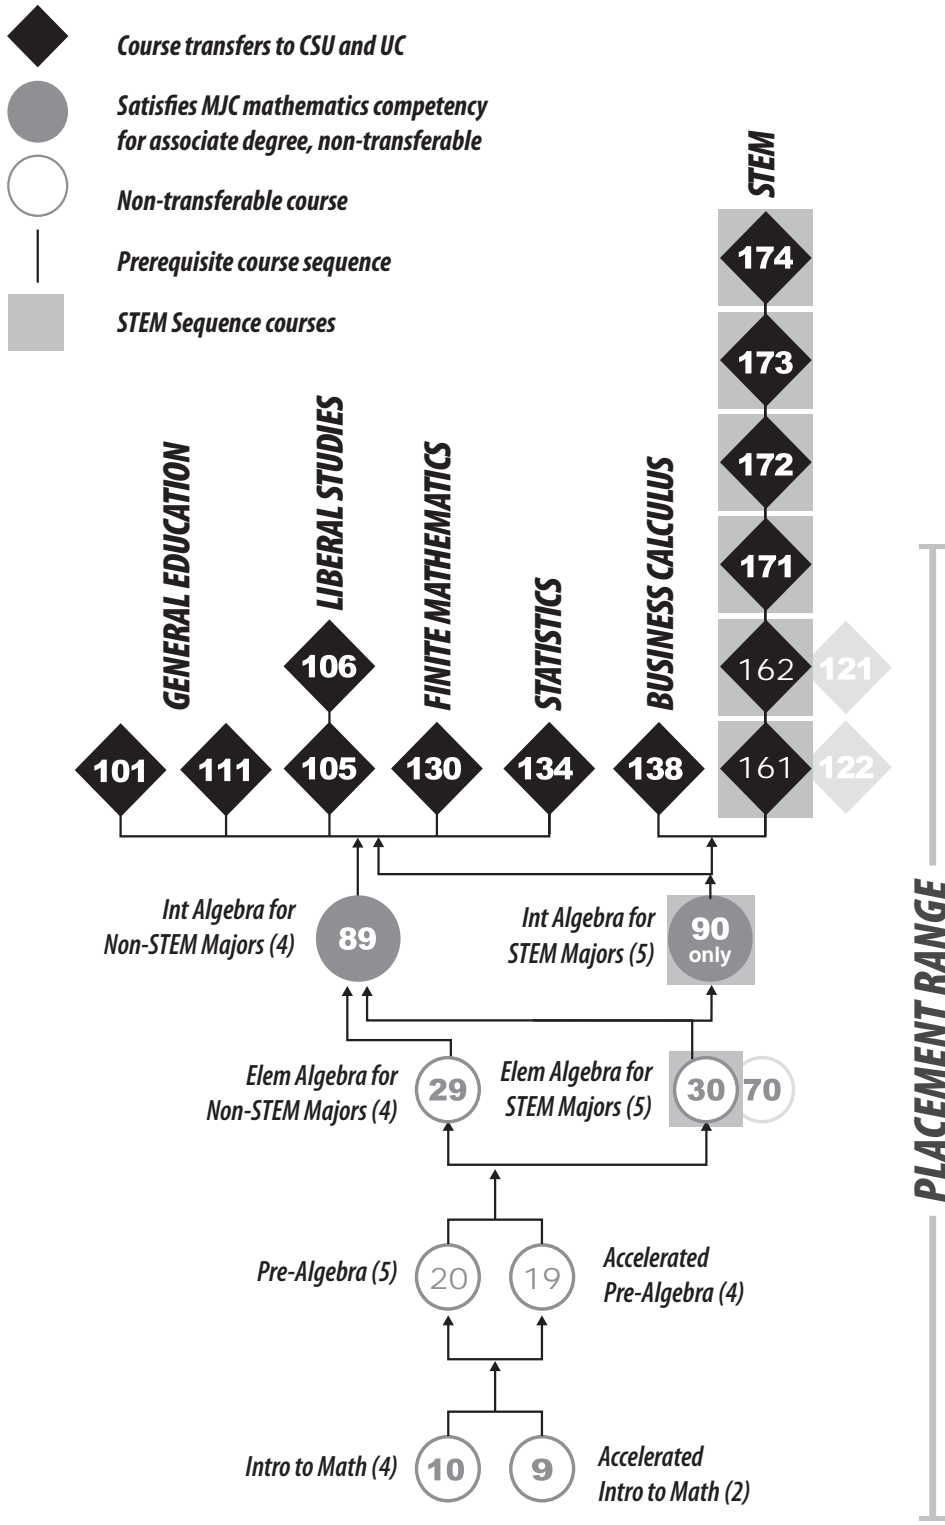 Course transfers to CSU and UC
Satisfies MJC mathematics competency
for associate degree, non-transferable
Non-transferable course
Prerequisite course sequence
STEM Sequence courses
STEM
174
173
172
171
162
121
161
122
GENERAL EDUCATION
LIBERAL STUDIES
FINITE MATHEMATICS
STATISTICS
BUSINESS CALCULUS
106
101
111
105
130
134
138
Int Algebra for
Non-STEM Majors (4)
89
Int Algebra for
STEM Majors (5)
90
only
Elem Algebra for
Non-STEM Majors (4)
29
Elem Algebra for
STEM Majors (5)
30
70
Pre-Algebra (5)
20
19
Accelerated
Pre-Algebra (4)
Intro to Math (4)
10
9
Accelerated
Intro to Math (2)
PLACEMENT RANGE